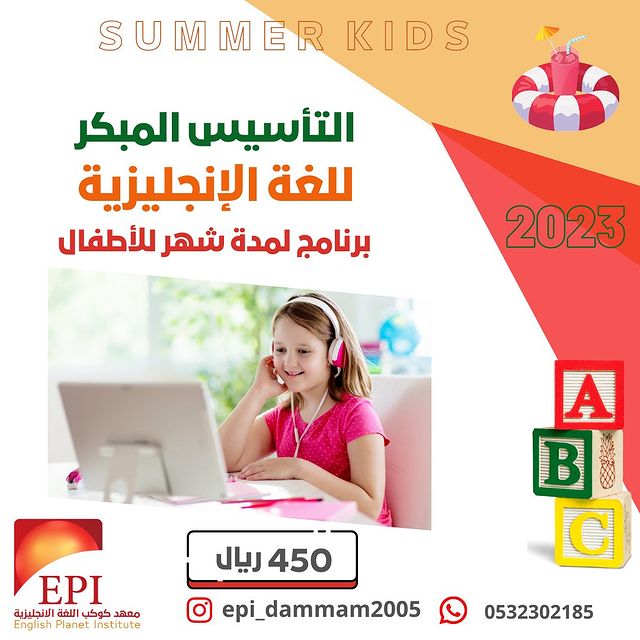 SUMMER KIDS
التأسيس المبكر
للغة الإنجليزية
برنامج لمدة شهر للأطفال
2023
A
B
C
450 ريال
EPI
معهد كوكب اللغة الانجليزية
English Planet Institute
epi_dammam2005
0532302185